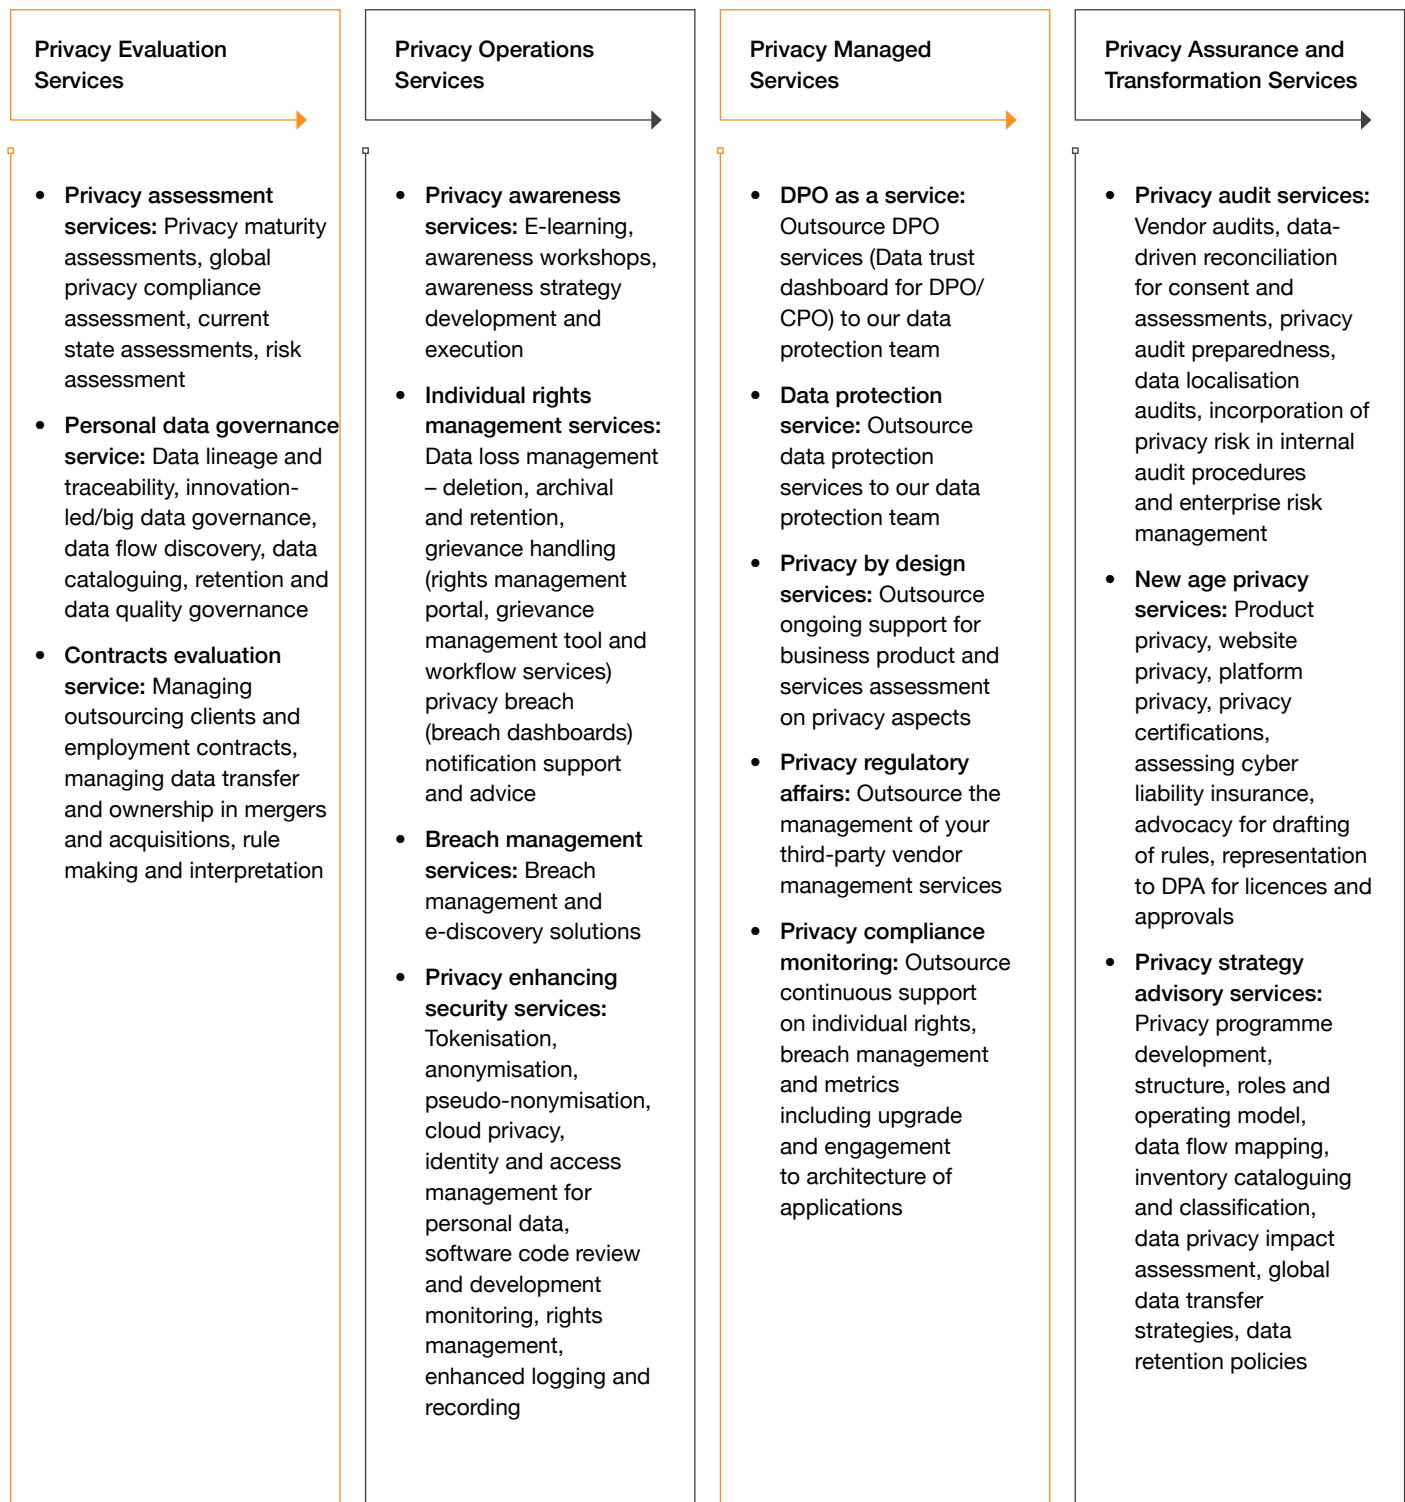 Privacy Evaluation
Services
• Privacy assessment
services: Privacy maturity
assessments, global
privacy compliance
assessment, current
state assessments, risk
assessment
• Personal data governance
service: Data lineage and
traceability, innovation-
led/big data governance,
data flow discovery, data
cataloguing, retention and
data quality governance
• Contracts evaluation
service: Managing
outsourcing clients and
employment contracts,
managing data transfer
and ownership in mergers
and acquisitions, rule
making and interpretation
Privacy Operations
Services
• Privacy awareness
services: E-learning,
awareness workshops,
awareness strategy
development and
execution
• Individual rights
management services:
Data loss management
– deletion, archival
and retention,
grievance handling
(rights management
portal, grievance
management tool and
workflow services)
privacy breach
(breach dashboards)
notification support
and advice
• Breach management
services: Breach
management and
e-discovery solutions
• Privacy enhancing
security services:
Tokenisation,
anonymisation,
pseudo-nonymisation,
cloud privacy,
identity and access
management for
personal data,
software code review
and development
monitoring, rights
management,
enhanced logging and
recording
Privacy Managed
Services
• DPO as a service:
Outsource DPO
services (Data trust
dashboard for DPO/
CPO) to our data
protection team
• Data protection
service: Outsource
data protection
services to our data
protection team
• Privacy by design
services: Outsource
ongoing support for
business product and
services assessment
on privacy aspects
• Privacy regulatory
affairs: Outsource the
management of your
third-party vendor
management services
• Privacy compliance
monitoring: Outsource
continuous support
on individual rights,
breach management
and metrics
including upgrade
and engagement
to architecture of
applications
Privacy Assurance and
Transformation Services
• Privacy audit services:
Vendor audits, data-
driven reconciliation
for consent and
assessments, privacy
audit preparedness,
data localisation
audits, incorporation of
privacy risk in internal
audit procedures
and enterprise risk
management
• New age privacy
services: Product
privacy, website
privacy, platform
privacy, privacy
certifications,
assessing cyber
liability insurance,
advocacy for drafting
of rules, representation
to DPA for licences and
approvals
• Privacy strategy
advisory services:
Privacy programme
development,
structure, roles and
operating model,
data flow mapping,
inventory cataloguing
and classification,
data privacy impact
assessment, global
data transfer
strategies, data
retention policies